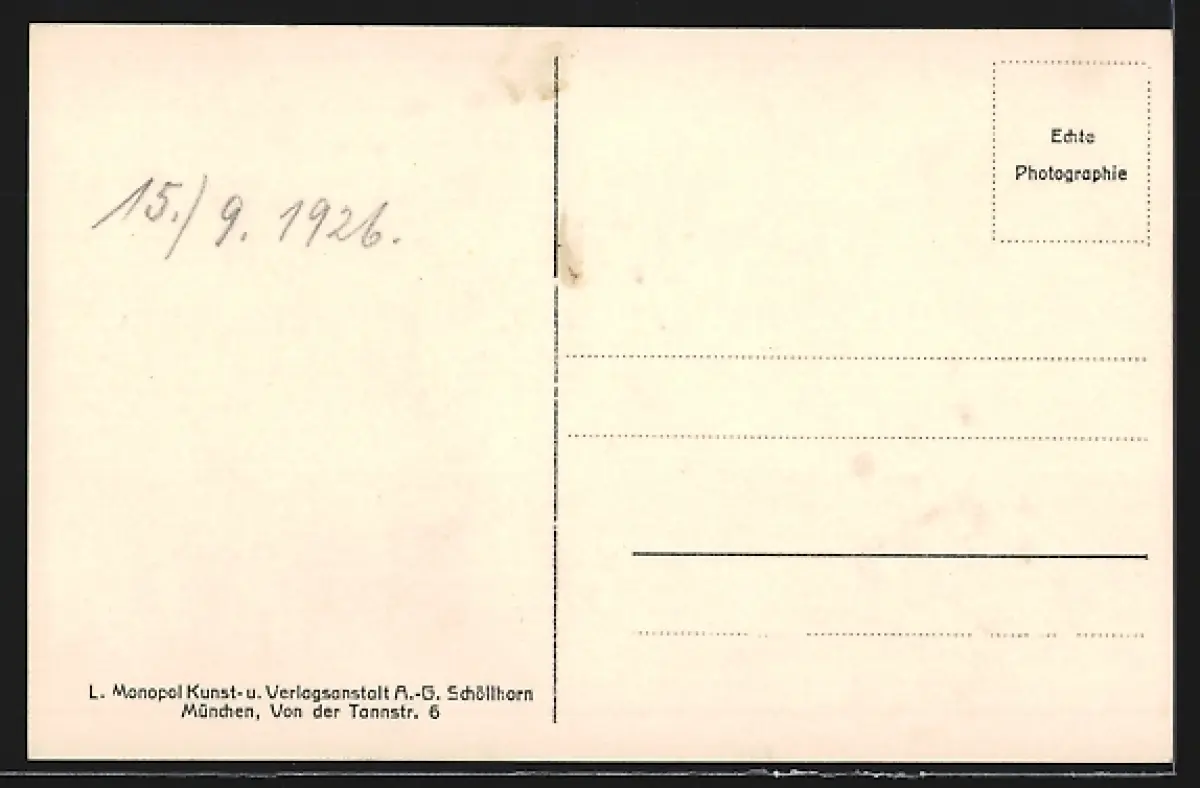 15./9. 1926.
Echte
Photographie
L. Monopol Kunst- u. Verlagsanstalt A.-G. Schöllhorn
München, Von der Tannstr. 6